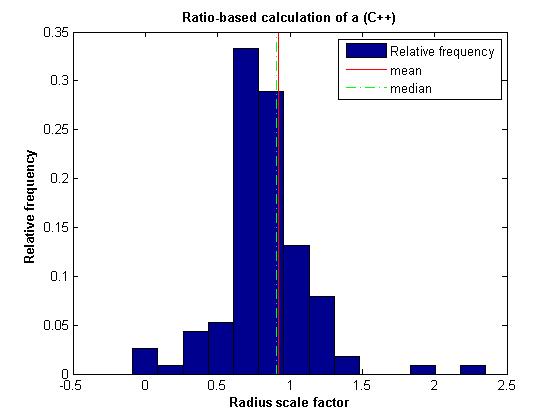 Ratio-based calculation of a (C++)
Relative frequency
mean
median
0.35
0.3
0.25
0.2
0.15
0.1
0.05
0
Relative frequency
-0.5
0
0.5
1
1.5
2
2.5
Radius scale factor